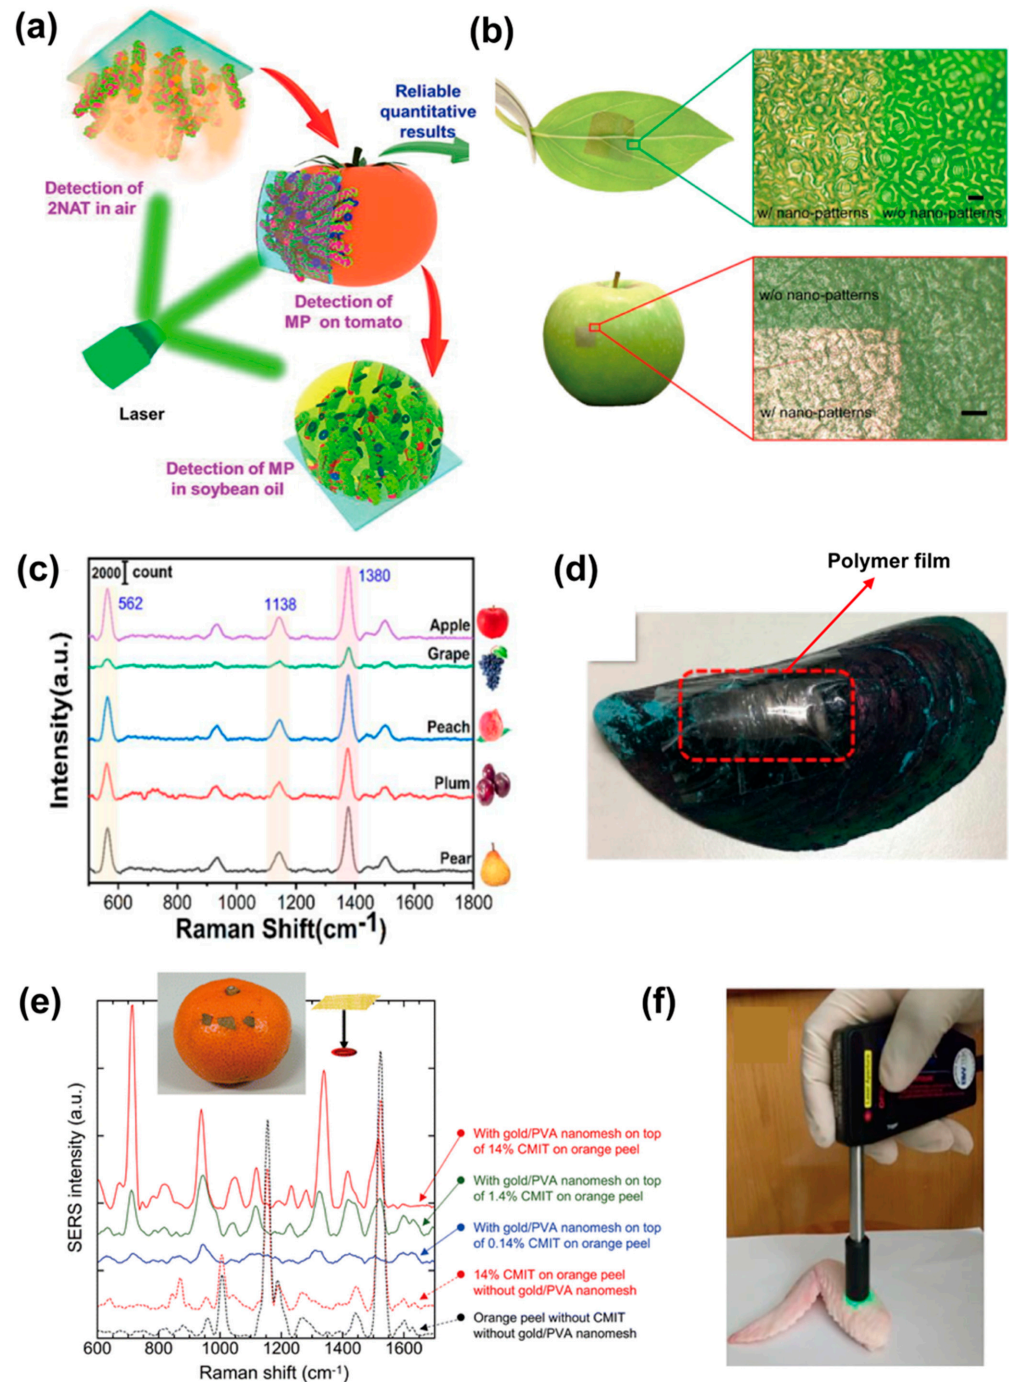 (a)
Detection of
2NAT in air
Reliable
quantitative
results
Detection of
MP on tomato
Laser
Detection of MP
in soybean oil
(b)
w/ nano-patterns
w/o nano-patterns
w/o nano-patterns
w/ nano-patterns
(c)
2000 count
562
1138
1380
Apple
Grape
Peach
Plum
Pear
Intensity(a.u.)
600 800 1000 1200 1400 1600 1800
Raman Shift(cm-1)
(d)
Polymer film
(e)
SERS intensity (a.u.)
With gold/PVA nanomesh on top
of 14% CMIT on orange peel
With gold/PVA nanomesh on top
of 1.4% CMIT on orange peel
With gold/PVA nanomesh on top
of 0.14% CMIT on orange peel
14% CMIT on orange peel
without gold/PVA nanomesh
Orange peel without CMIT
without gold/PVA nanomesh
600 800 1000 1200 1400 1600
Raman shift (cm-1)
(f)